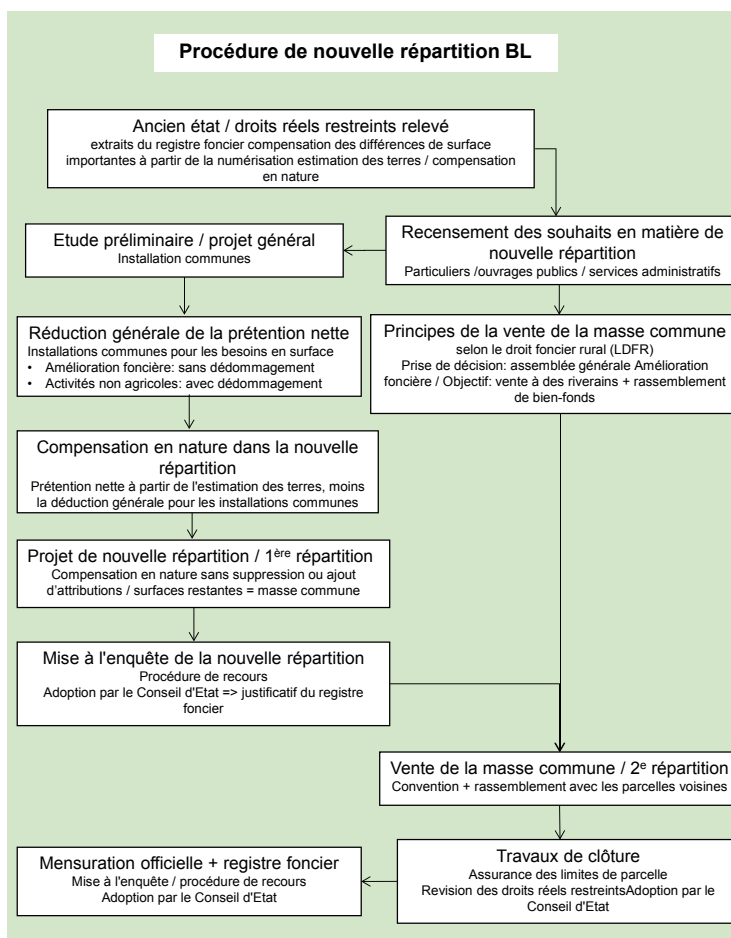 Procédure de nouvelle répartition BL
Ancien état / droits réels restreints relevé
extraits du registre foncier compensation des différences de surface
importantes à partir de la numérisation estimation des terres / compensation
en nature
Recensement des souhaits en matière de
nouvelle répartition
Particuliers /ouvrages publics / services administratifs
Etude préliminaire / projet général
Installation communes
Réduction générale de la prétention nette
Installations communes pour les besoins en surface
• Amélioration foncière: sans dédommagement
• Activités non agricoles: avec dédommagement
Principes de la vente de la masse commune
selon le droit foncier rural (LDFR)
Prise de décision: assemblée générale Amélioration
foncière / Objectif: vente à des riverains + rassemblement
de bien-fonds
Compensation en nature dans la nouvelle
répartition
Prétention nette à partir de l'estimation des terres, moins
la déduction générale pour les installations communes
Projet de nouvelle répartition / 1ère répartition
Compensation en nature sans suppression ou ajout
d'attributions / surfaces restantes = masse commune
Mise à l'enquête de la nouvelle répartition
Procédure de recours
Adoption par le Conseil d'Etat => justificatif du registre
foncier
Vente de la masse commune / 2e répartition
Convention + rassemblement avec les parcelles voisines
Travaux de clôture
Assurance des limites de parcelle
Revision des droits réels restreintsAdoption par le
Conseil d'Etat
Mensuration officielle + registre foncier
Mise à l'enquête / procédure de recours
Adoption par le Conseil d'Etat